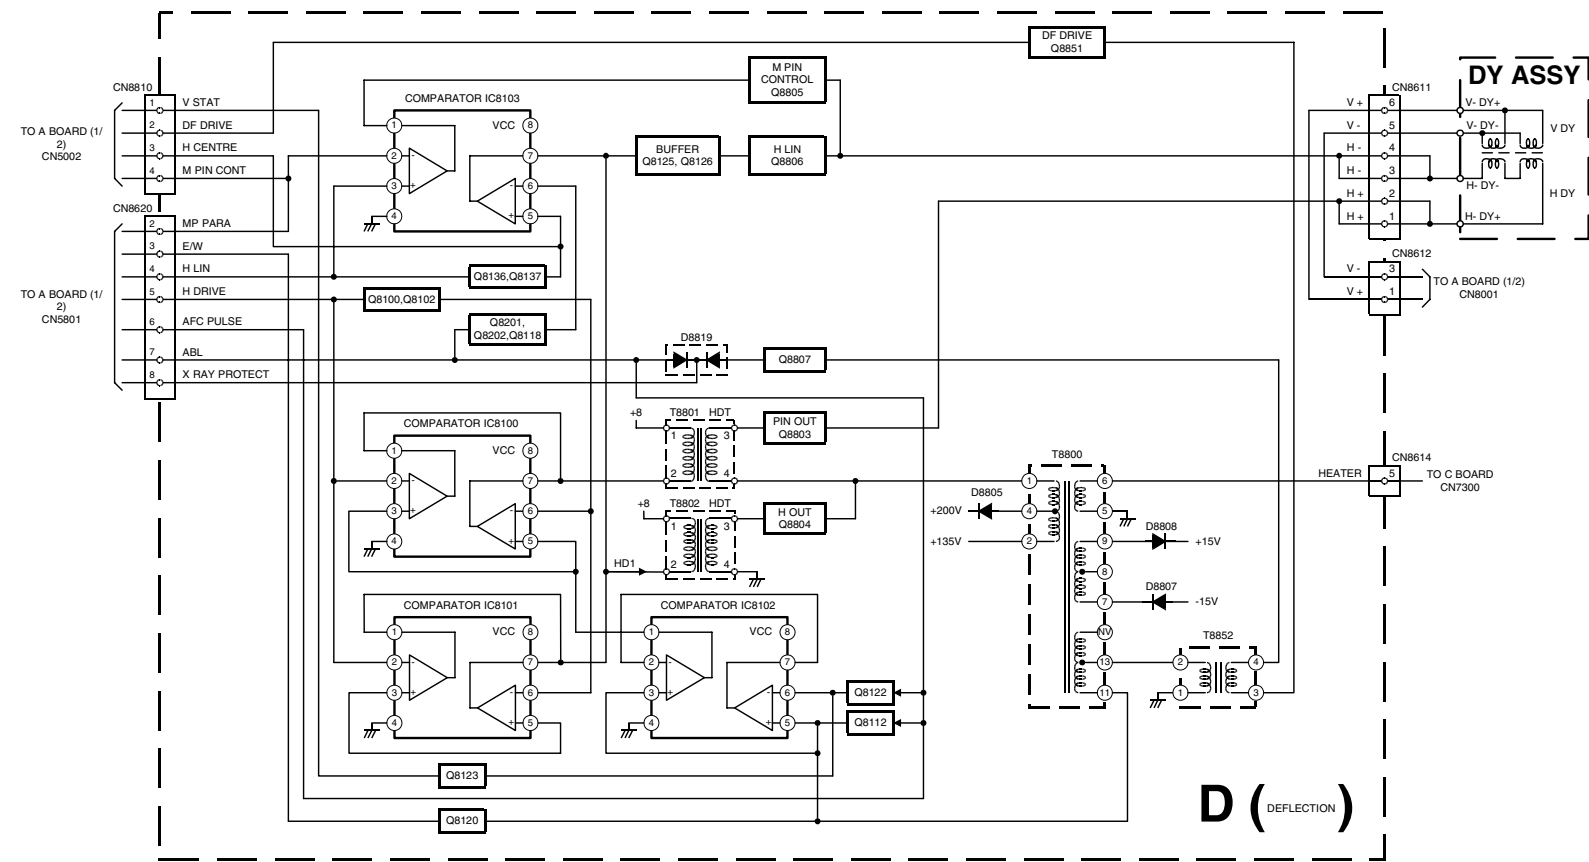 DF DRIVE
Q8851
M PIN
CONTROL
Q8805
DY ASSY
CN8810
CN8611
COMPARATOR IC8103
1 V STAT
V + 6 V- DY+
2 DF DRIVE
1 VCC 8
V - 5 V- DY-
V DY
TO A BOARD (1/
2)
CN5002
BUFFER
Q8125, Q8126
H LIN
Q8806
3 H CENTRE
2 - 7
H - 4
4 M PIN CONT
3 + - 6
H - 3
H- DY-
H + 2
H DY
CN8620
4 + 5
H + 1 H- DY+
2 MP PARA
3 E/W
CN8612
4 H LIN
Q8136,Q8137
V - 3
TO A BOARD (1/2)
CN8001
TO A BOARD (1/
2)
CN5801
5 H DRIVE
Q8100,Q8102
V + 1
6 AFC PULSE
Q8201,
Q8202,Q8118
D8819
7 ABL
Q8807
8 X RAY PROTECT
+8 T8801 HDT
PIN OUT
Q8803
COMPARATOR IC8100
1 3
1 VCC 8
T8800
CN8614
2 - 7
2 4
1 6
HEATER 5
TO C BOARD
CN7300
D8805
+8 T8802 HDT
3 + - 6
H OUT
Q8804
+200V 4 5
1 3
D8808
4 + 5
+135V 2 9 +15V
HD1 2 4
8
D8807
COMPARATOR IC8101
COMPARATOR IC8102
7 -15V
1 VCC 8
1 VCC 8
NV
T8852
2 - 7
2 - 7
13 2 4
3 + - 6
3 + - 6
Q8122
11 1 3
4 + 5
4 + 5
Q8112
Q8123
D ( DEFLECTION )
Q8120